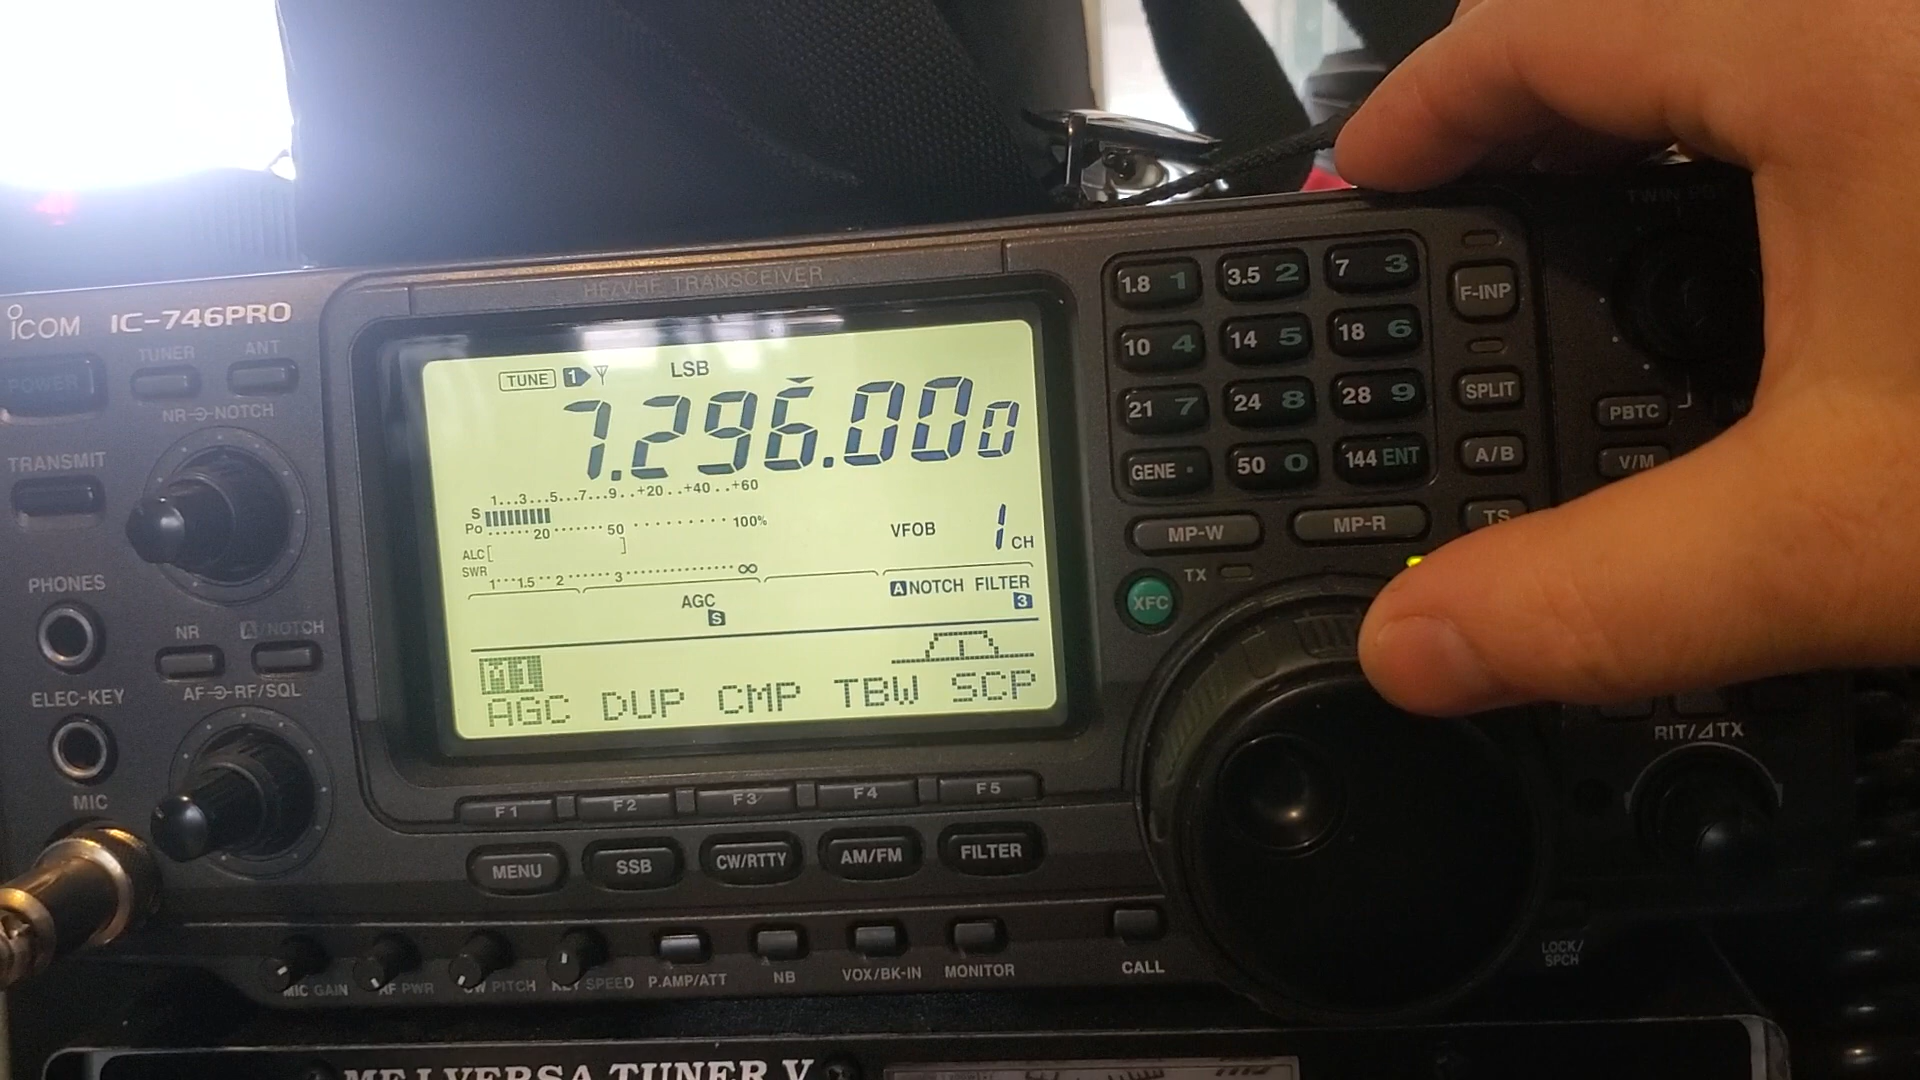 HF/VHF TRANSCEIVER
ICOM IC-746PRO
TUNER ANT
POWER
NR NOTCH
TRANSMIT
PHONES
NR A/NOTCH
ELEC-KEY
AF RF/SQL
MIC
TUNE 1 LSB
7.296.000
1...3...5...7...9..+20..+40..+60
S
Po 20 50 100%
VFOB 1 CH
ALC
SWR 1 1.5 2 3 ∞
A NOTCH FILTER
AGC 3
S
M1
AGC DUP CMP TBW SCP
F1 F2 F3 F4 F5
MENU SSB CW/RTTY AM/FM FILTER
MIC GAIN RF PWR CW PITCH KEY SPEED P.AMP/ATT NB VOX/BK-IN MONITOR CALL
1.8 1 3.5 2 7 3
F-INP
10 4 14 5 18 6
21 7 24 8 28 9
SPLIT
GENE · 50 0 144 ENT
A/B
MP-W MP-R TS
XFC TX
TWIN
PBTC
V/M
RIT/⊿TX
LOCK/
SPCH
MFJ VERSA TUNER V